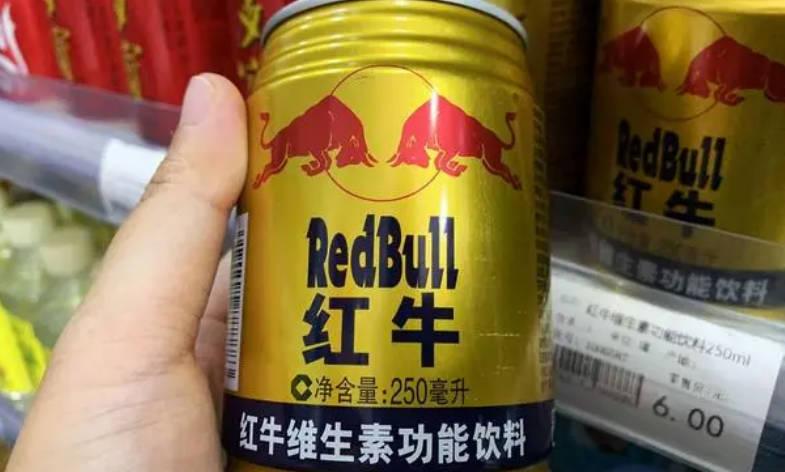 RedBull
红牛
净含量:250毫升
红牛维生素功能饮料
RedBull
红牛
维生素功能饮料
红牛维生素功能饮料250ml
6.00